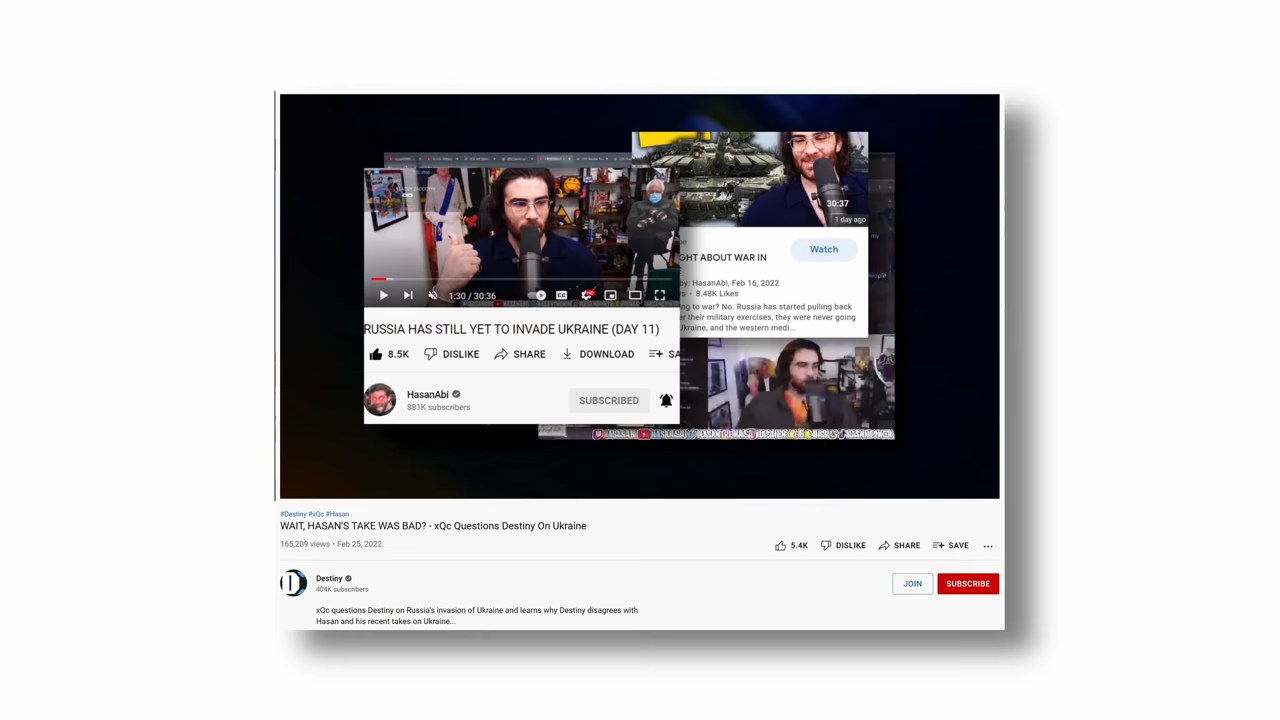 30:37
1 day ago
Watch
GHT ABOUT WAR IN
by: HasanAbi, Feb 16, 2022
8.48K Likes
ng to war? No. Russia has started pulling back
er their military exercises, they were never going
Ukraine, and the western medi...
my
people
1:30 / 30:36
RUSSIA HAS STILL YET TO INVADE UKRAINE (DAY 11)
8.5K DISLIKE SHARE DOWNLOAD SA
HasanAbi
881K subscribers
SUBSCRIBED
#Destiny #xQc #Hasan
WAIT, HASAN'S TAKE WAS BAD? - xQc Questions Destiny On Ukraine
165,209 views • Feb 25, 2022
5.4K DISLIKE SHARE SAVE
Destiny
404K subscribers
JOIN SUBSCRIBE
xQc questions Destiny on Russia's invasion of Ukraine and learns why Destiny disagrees with
Hasan and his recent takes on Ukraine...